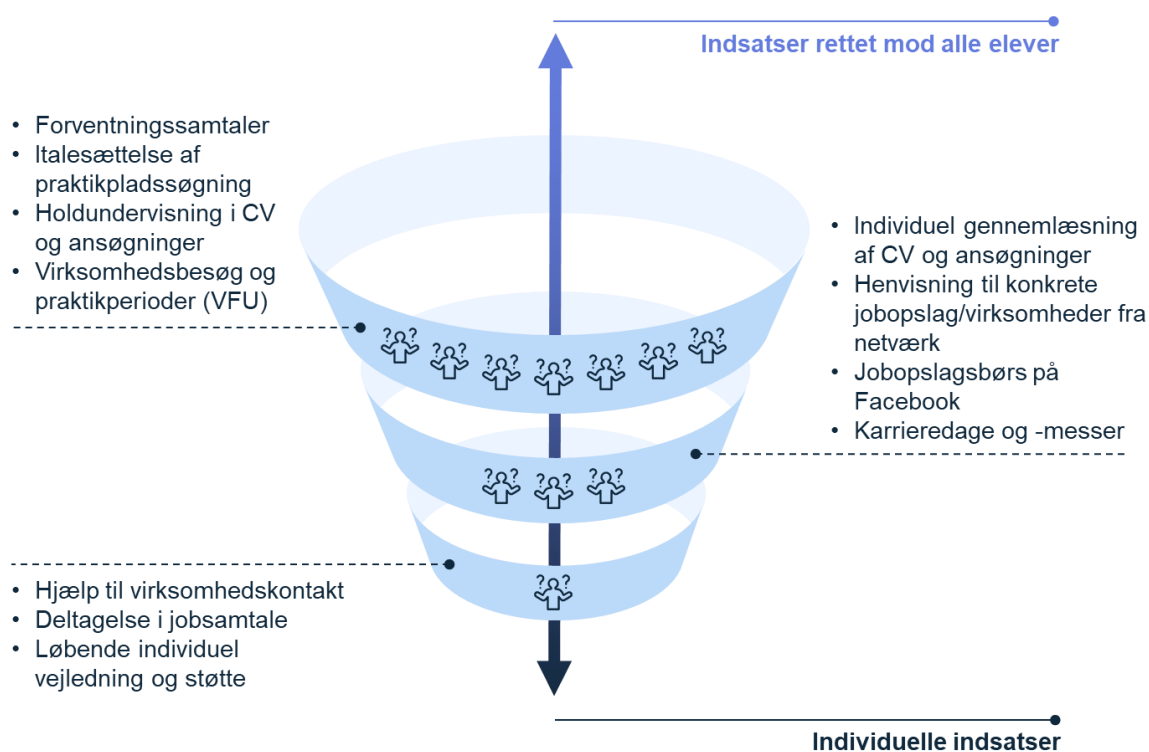 Indsatser rettet mod alle elever
• Forventningssamtaler
• Italesættelse af
praktikpladssøgning
• Holdundervisning i CV
og ansøgninger
• Virksomhedsbesøg og
praktikperioder (VFU)
• Individuel gennemlæsning
af CV og ansøgninger
• Henvisning til konkrete
jobopslag/virksomheder fra
netværk
• Jobopslagsbørs på
Facebook
• Karrieredage og -messer
• Hjælp til virksomhedskontakt
• Deltagelse i jobsamtale
• Løbende individuel
vejledning og støtte
Individuelle indsatser